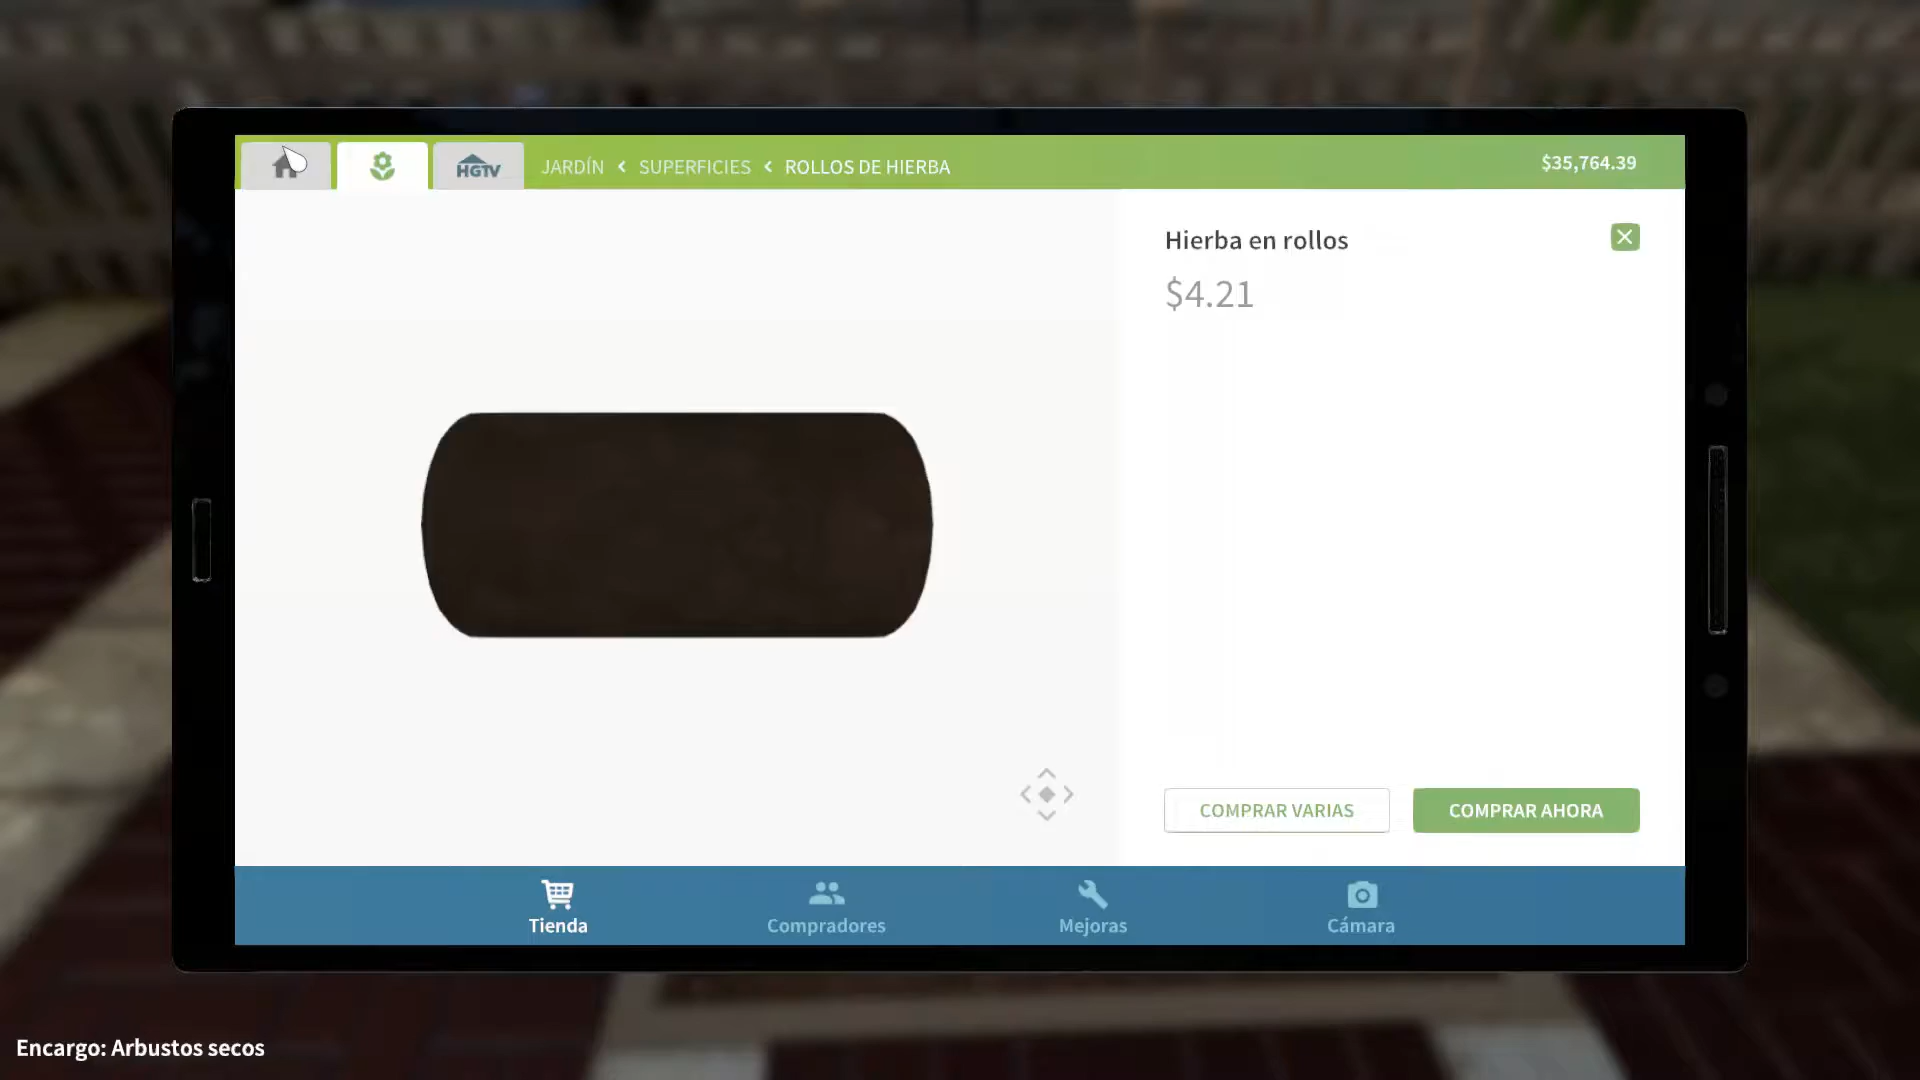 HGTV
JARDÍN < SUPERFICIES < ROLLOS DE HIERBA
$35,764.39
Hierba en rollos
$4.21
COMPRAR VARIAS
COMPRAR AHORA
Tienda
Compradores
Mejoras
Cámara
Encargo: Arbustos secos